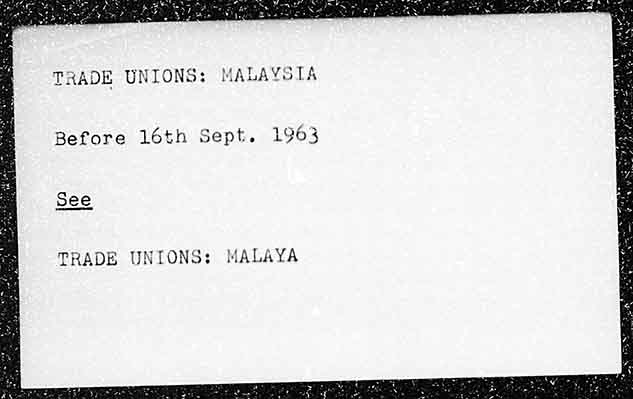 TRADE UNIONS: MALAYSIA
Before 16th Sept. 1963
See
TRADE UNIONS: MALAYA